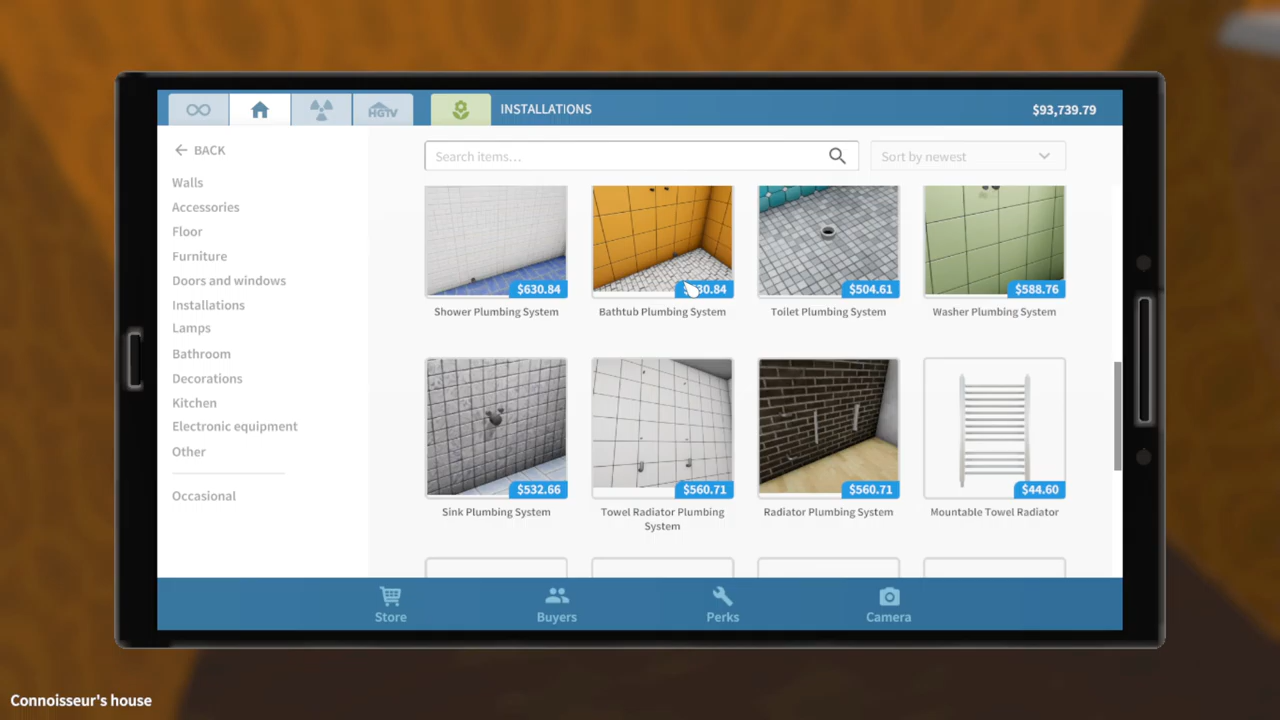 HGTV
INSTALLATIONS
$93,739.79
BACK
Search items...
Sort by newest
Walls
Accessories
Floor
Furniture
Doors and windows
Installations
Lamps
Bathroom
Decorations
Kitchen
Electronic equipment
Other
Occasional
$630.84
30.84
$504.61
$588.76
Shower Plumbing System
Bathtub Plumbing System
Toilet Plumbing System
Washer Plumbing System
$532.66
$560.71
$560.71
$44.60
Sink Plumbing System
Towel Radiator Plumbing
System
Radiator Plumbing System
Mountable Towel Radiator
Store
Buyers
Perks
Camera
Connoisseur's house